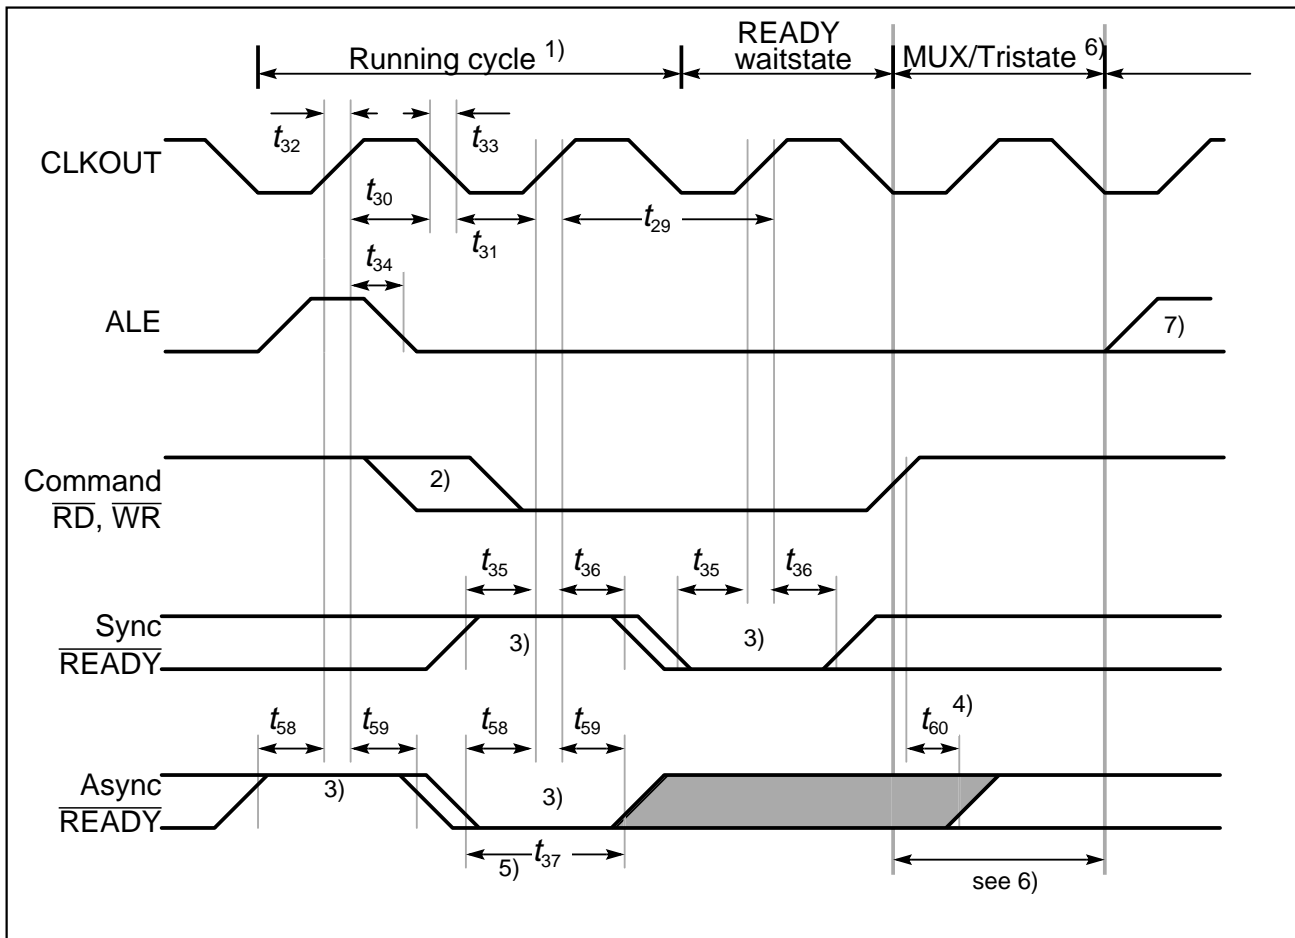 READY
Running cycle 1) waitstate MUX/Tristate 6)
t32 t33
CLKOUT
t30
t31 t29
t34
ALE 7)
Command 2)
RD, WR
t35 t36 t35 t36
Sync 3) 3)
READY
t58 t59 t58 t59 t60 4)
Async 3) 3)
READY
5) t37
see 6)